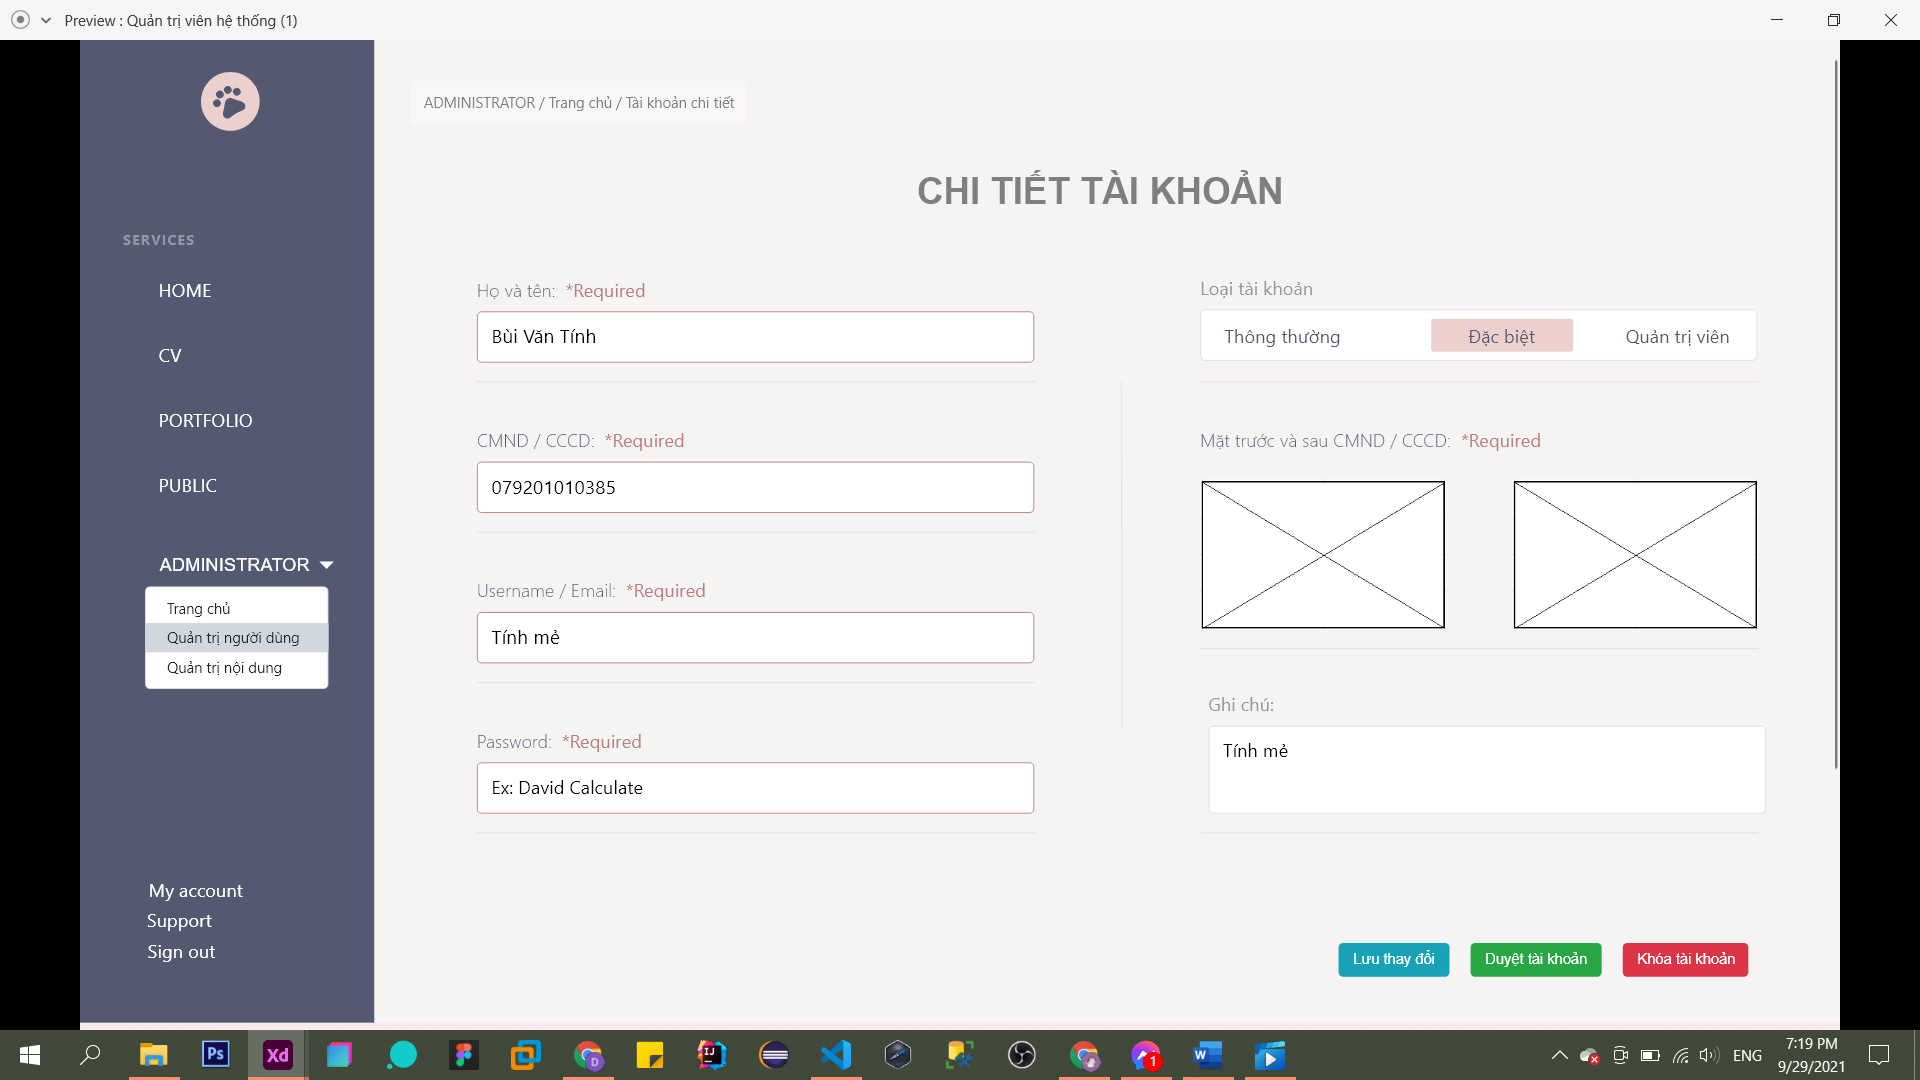 Preview : Quản trị viên hệ thống (1)
ADMINISTRATOR / Trang chủ / Tài khoản chi tiết
CHI TIẾT TÀI KHOẢN
SERVICES
HOME
CV
PORTFOLIO
PUBLIC
ADMINISTRATOR
Trang chủ
Quản trị người dùng
Quản trị nội dung
My account
Support
Sign out
Họ và tên: *Required
Bùi Văn Tính
CMND / CCCD: *Required
079201010385
Username / Email: *Required
Tính mẻ
Password: *Required
Ex: David Calculate
Loại tài khoản
Thông thường Đặc biệt Quản trị viên
Mặt trước và sau CMND / CCCD: *Required
Ghi chú:
Tính mẻ
Lưu thay đổi Duyệt tài khoản Khóa tài khoản
Ps
Xd
IJ
D
1
W
ENG
7:19 PM
9/29/2021